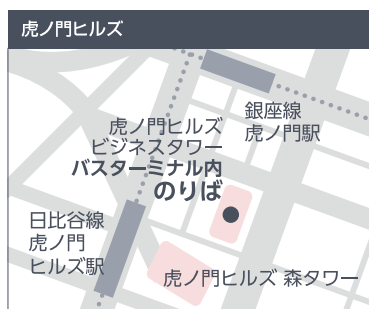 虎ノ門ヒルズ
銀座線
虎ノ門駅
虎ノ門ヒルズ
ビジネスタワー
バスターミナル内
のりば
日比谷線
虎ノ門
ヒルズ駅
虎ノ門ヒルズ 森タワー